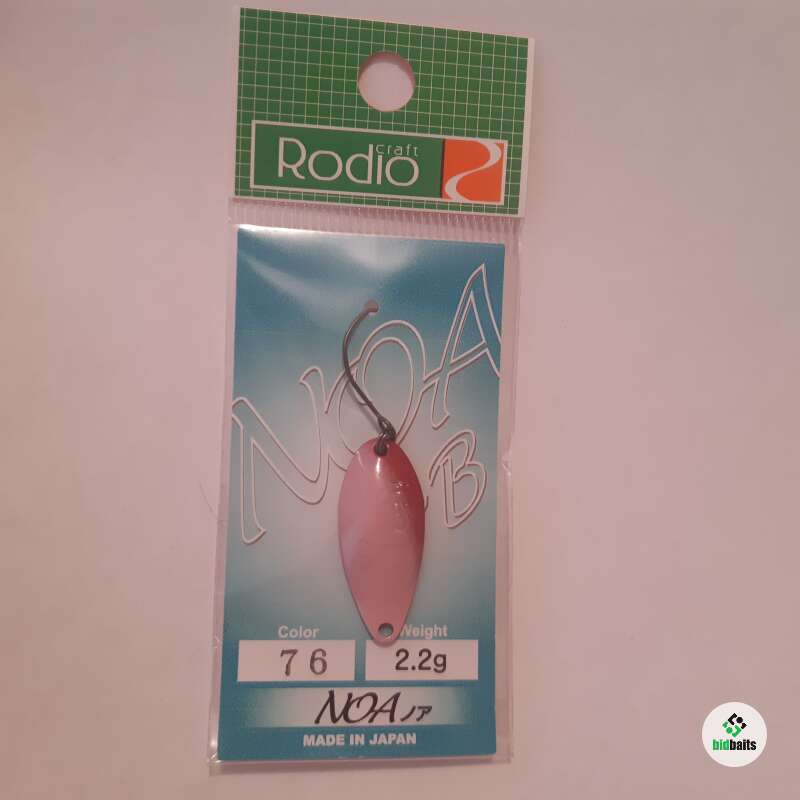 craft
Rodio
NOA
B
Color
Weight
76
2.2g
NOA ノア
MADE IN JAPAN
bidbaits